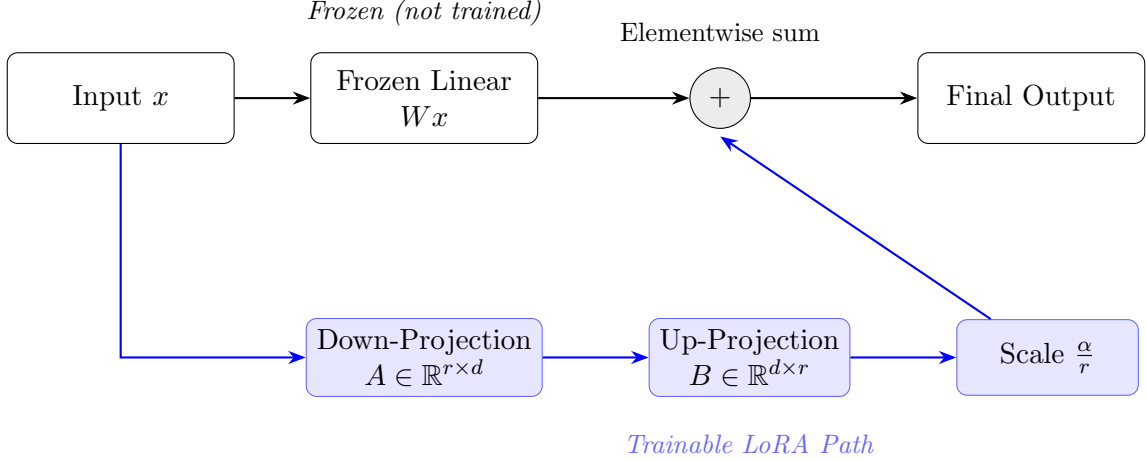 Frozen (not trained)
Elementwise sum
Input x
Frozen Linear
Wx
+
Final Output
Down-Projection
A ∈ ℝ^{r×d}
Up-Projection
B ∈ ℝ^{d×r}
Scale α/r
Trainable LoRA Path